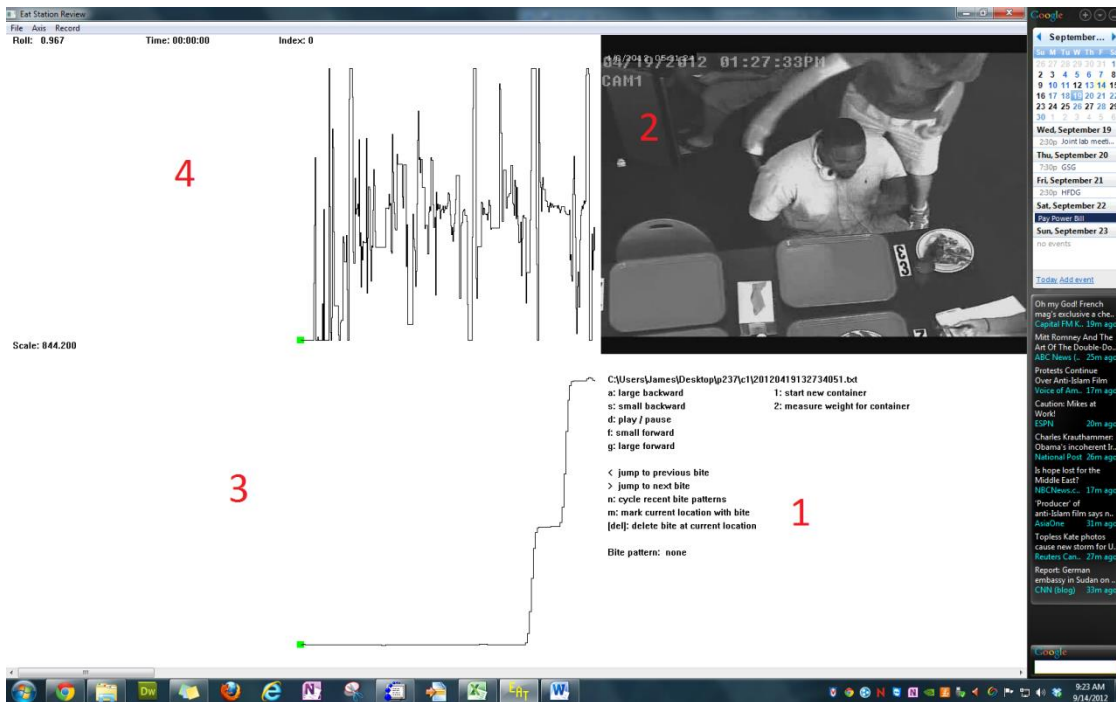 Eat Station Review
File Axis Record
Roll: 0.967 Time: 00:00:00 Index: 0
4
Scale: 844.200
3
04/19/2012 01:27:33PM
CAM1
2
C:\Users\James\Desktop\p237\c1\20120419132734051.txt
a: large backward 1: start new container
s: small backward 2: measure weight for container
d: play / pause
f: small forward
g: large forward
< jump to previous bite
> jump to next bite
n: cycle recent bite patterns
m: mark current location with bite
[del]: delete bite at current location
Bite pattern: none
1
Google
September...
Su M Tu W Th F S
26 27 28 29 30 31 1
2 3 4 5 6 7 8
9 10 11 12 13 14 15
16 17 18 19 20 21 22
23 24 25 26 27 28 29
30 1 2 3 4 5 6
Wed, September 19
2:30p Joint lab meeti...
Thu, September 20
7:30p GSG
Fri, September 21
2:30p HFDG
Sat, September 22
Pay Power Bill
Sun, September 23
no events
Today Add event
Oh my God! French
mag's exclusive a che..
Capital FM K.. 19m ago
Mitt Romney And The
Art Of The Double-Do..
ABC News (.. 25m ago
Protests Continue
Over Anti-Islam Film
Voice of Am.. 17m ago
Caution: Mikes at
Work!
ESPN 20m ago
Charles Krauthammer:
Obama's incoherent Ir..
National Post 26m ago
Is hope lost for the
Middle East?
NBCNews.c.. 17m ago
'Producer' of
anti-Islam film says n..
AsiaOne 31m ago
Topless Kate photos
cause new storm for U..
Reuters Can.. 27m ago
Report: German
embassy in Sudan on ..
CNN (blog) 33m ago
Google
Dw
EAT
9:23 AM
9/14/2012